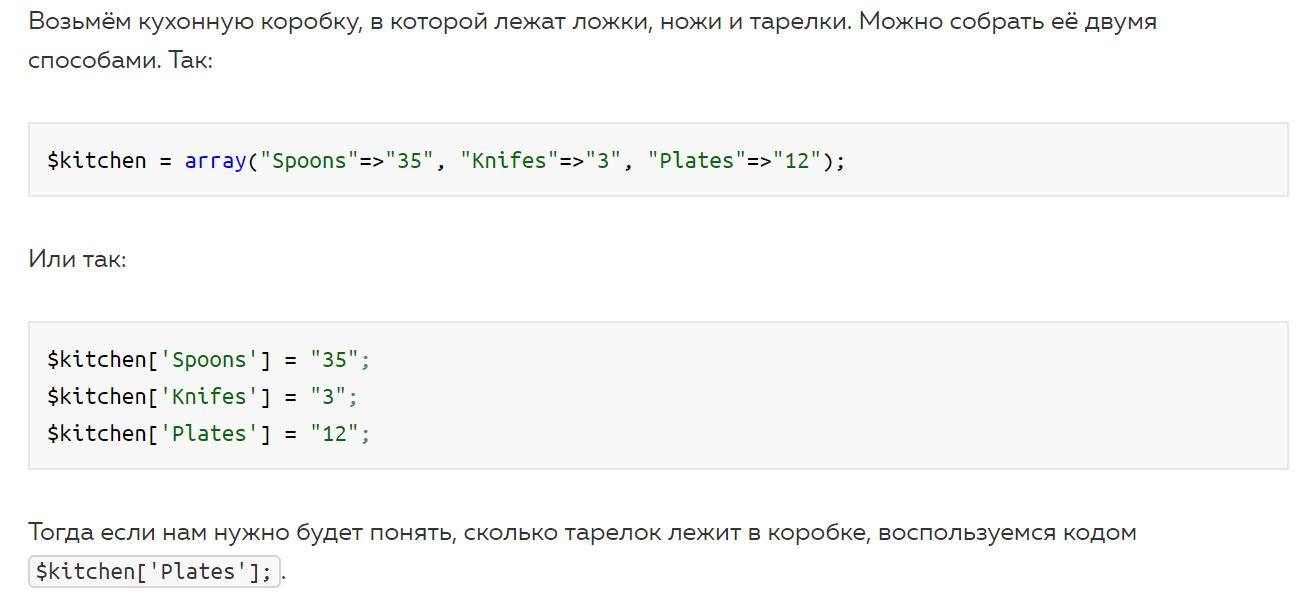 Возьмём кухонную коробку, в которой лежат ложки, ножи и тарелки. Можно собрать её двумя
способами. Так:
$kitchen = array("Spoons"=>"35", "Knifes"=>"3", "Plates"=>"12");
Или так:
$kitchen['Spoons'] = "35";
$kitchen['Knifes'] = "3";
$kitchen['Plates'] = "12";
Тогда если нам нужно будет понять, сколько тарелок лежит в коробке, воспользуемся кодом
$kitchen['Plates'];.